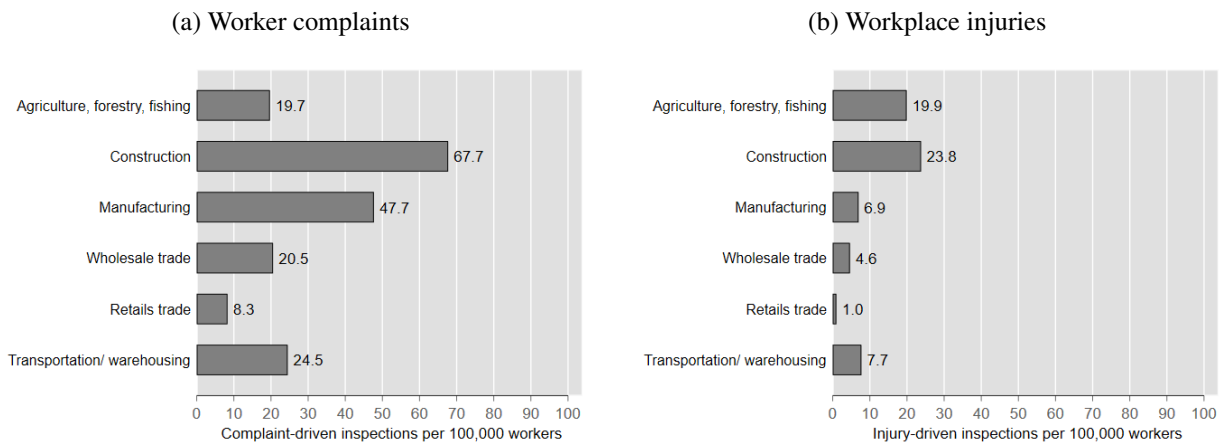 (a) Worker complaints
Agriculture, forestry, fishing 19.7
Construction 67.7
Manufacturing 47.7
Wholesale trade 20.5
Retails trade 8.3
Transportation/ warehousing 24.5
0 10 20 30 40 50 60 70 80 90 100
Complaint-driven inspections per 100,000 workers
(b) Workplace injuries
Agriculture, forestry, fishing 19.9
Construction 23.8
Manufacturing 6.9
Wholesale trade 4.6
Retails trade 1.0
Transportation/ warehousing 7.7
0 10 20 30 40 50 60 70 80 90 100
Injury-driven inspections per 100,000 workers